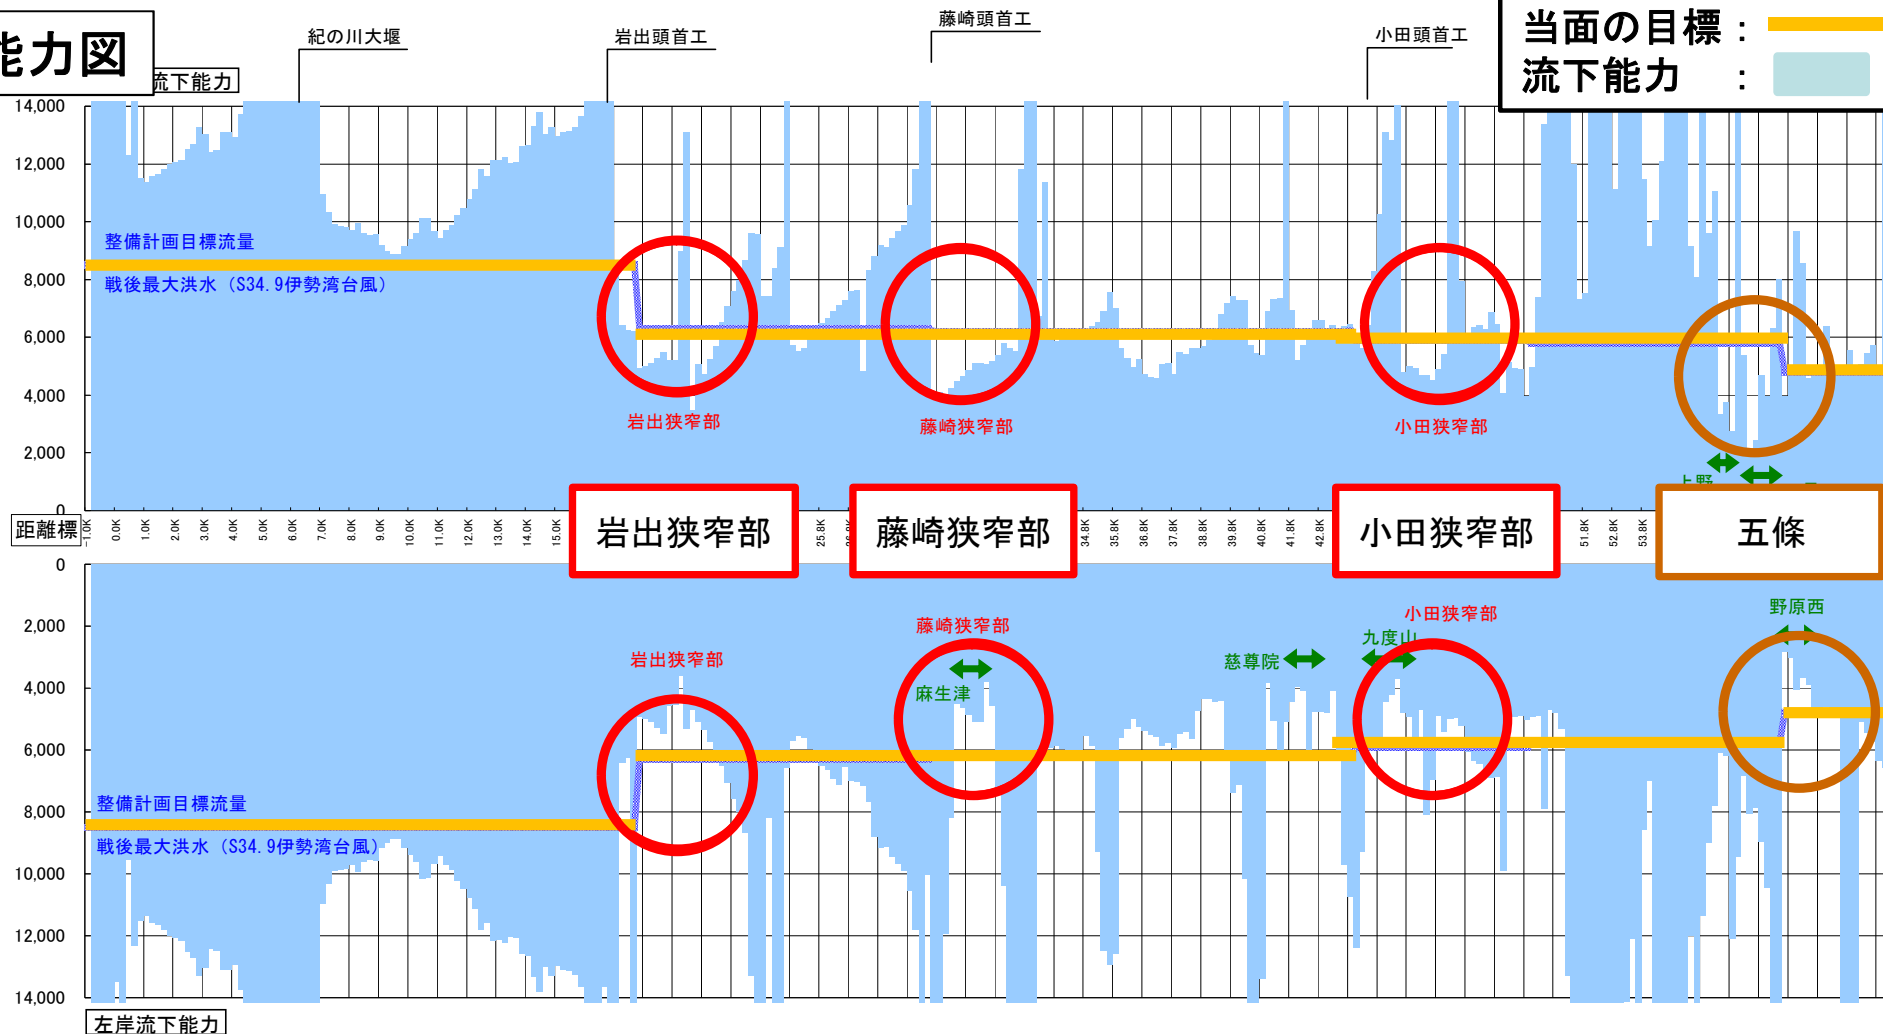 能力図
流下能力
紀の川大堰
岩出頭首工
藤崎頭首工
小田頭首工
当面の目標：
流下能力　：
14,000
12,000
10,000
8,000
6,000
4,000
2,000
0
整備計画目標流量
戦後最大洪水（S34.9伊勢湾台風）
岩出狭窄部
藤崎狭窄部
小田狭窄部
上野
距離標
-1.0K 0.0K 1.0K 2.0K 3.0K 4.0K 5.0K 6.0K 7.0K 8.0K 9.0K 10.0K 11.0K 12.0K 13.0K 14.0K 15.0K 25.8K 34.8K 35.8K 36.8K 37.8K 38.8K 39.8K 40.8K 41.8K 42.8K 51.8K 52.8K 53.8K
岩出狭窄部
藤崎狭窄部
小田狭窄部
五條
0
2,000
4,000
6,000
8,000
10,000
12,000
14,000
岩出狭窄部
藤崎狭窄部
麻生津
慈尊院
九度山
小田狭窄部
野原西
整備計画目標流量
戦後最大洪水（S34.9伊勢湾台風）
左岸流下能力